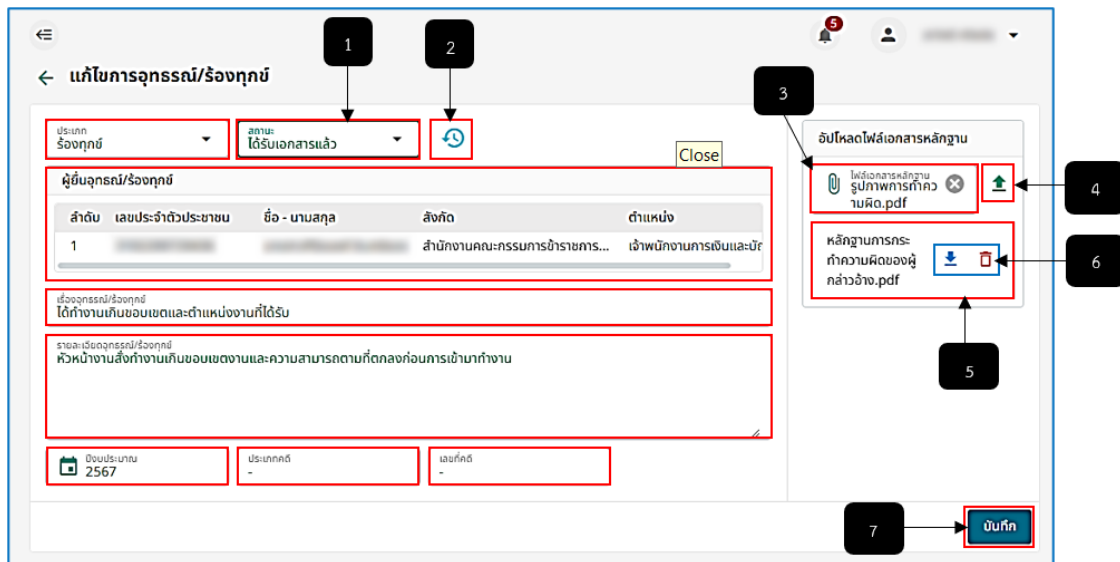 1
2
5
แก้ไขการอุทธรณ์/ร้องทุกข์
3
ประเภท
ร้องทุกข์
สถานะ
ได้รับเอกสารแล้ว
Close
อัปโหลดไฟล์เอกสารหลักฐาน
ผู้ยื่นอุทธรณ์/ร้องทุกข์
ไฟล์เอกสารหลักฐาน
รูปภาพการทำคว
ามผิด.pdf
4
ลำดับ เลขประจำตัวประชาชน ชื่อ - นามสกุล สังกัด ตำแหน่ง
1 สำนักงานคณะกรรมการข้าราชการ... เจ้าพนักงานการเงินและบัญ
หลักฐานการกระ
ทำความผิดของผู้
กล่าวอ้าง.pdf
6
เรื่องอุทธรณ์/ร้องทุกข์
ได้ทำงานเกินขอบเขตและตำแหน่งงานที่ได้รับ
รายละเอียดอุทธรณ์/ร้องทุกข์
หัวหน้างานสั่งทำงานเกินขอบเขตงานและความสามารถตามที่ตกลงก่อนการเข้ามาทำงาน
5
ปีงบประมาณ
2567
ประเภทคดี
-
เลขที่คดี
-
7
บันทึก